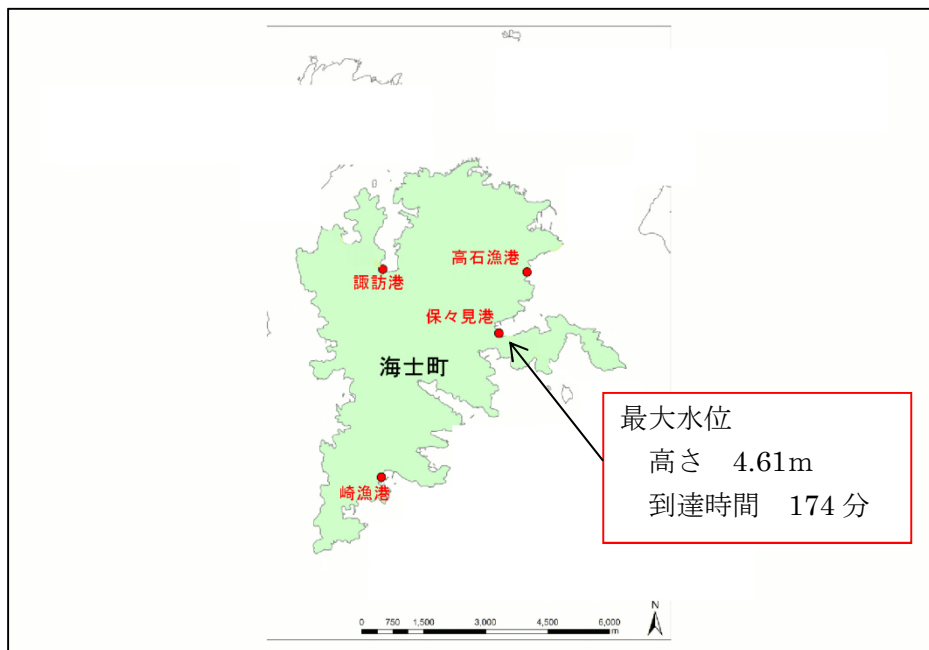 高石漁港
諏訪港
保々見港
海士町
最大水位
高さ 4.61m
到達時間 174分
崎漁港
N
0 750 1,500 3,000 4,500 6,000
m